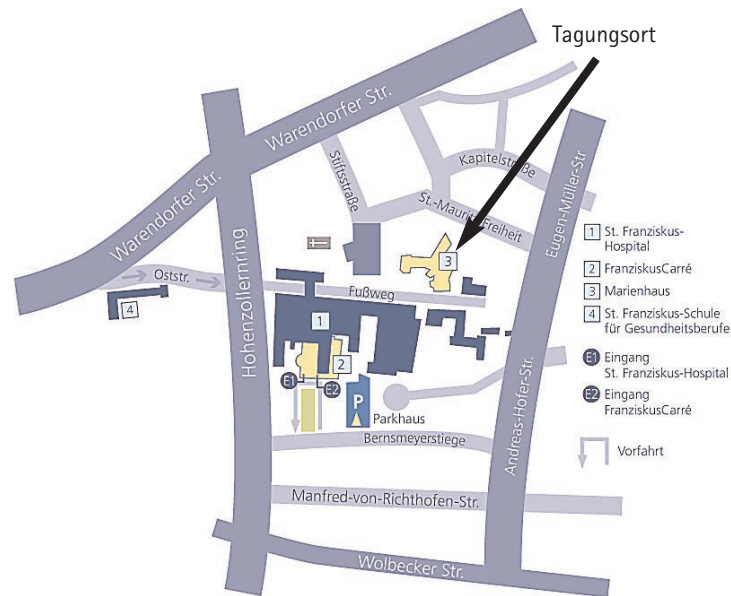 Tagungsort
Warendorfer Str.
Warendorfer Str.
Stiftsstraße
Kapitelstraße
St.-Mauritz-Freiheit
Eugen-Müller-Str
Oststr.
Fußweg
Hohenzollernring
3
4
1
2
E1
E2
P
Parkhaus
Bernsmeyerstiege
Andreas-Hofer-Str.
Manfred-von-Richthofen-Str.
Wolbecker Str.
1 St. Franziskus-
Hospital
2 FranziskusCarré
3 Marienhaus
4 St. Franziskus-Schule
für Gesundheitsberufe
E1 Eingang
St. Franziskus-Hospital
E2 Eingang
FranziskusCarré
Vorfahrt